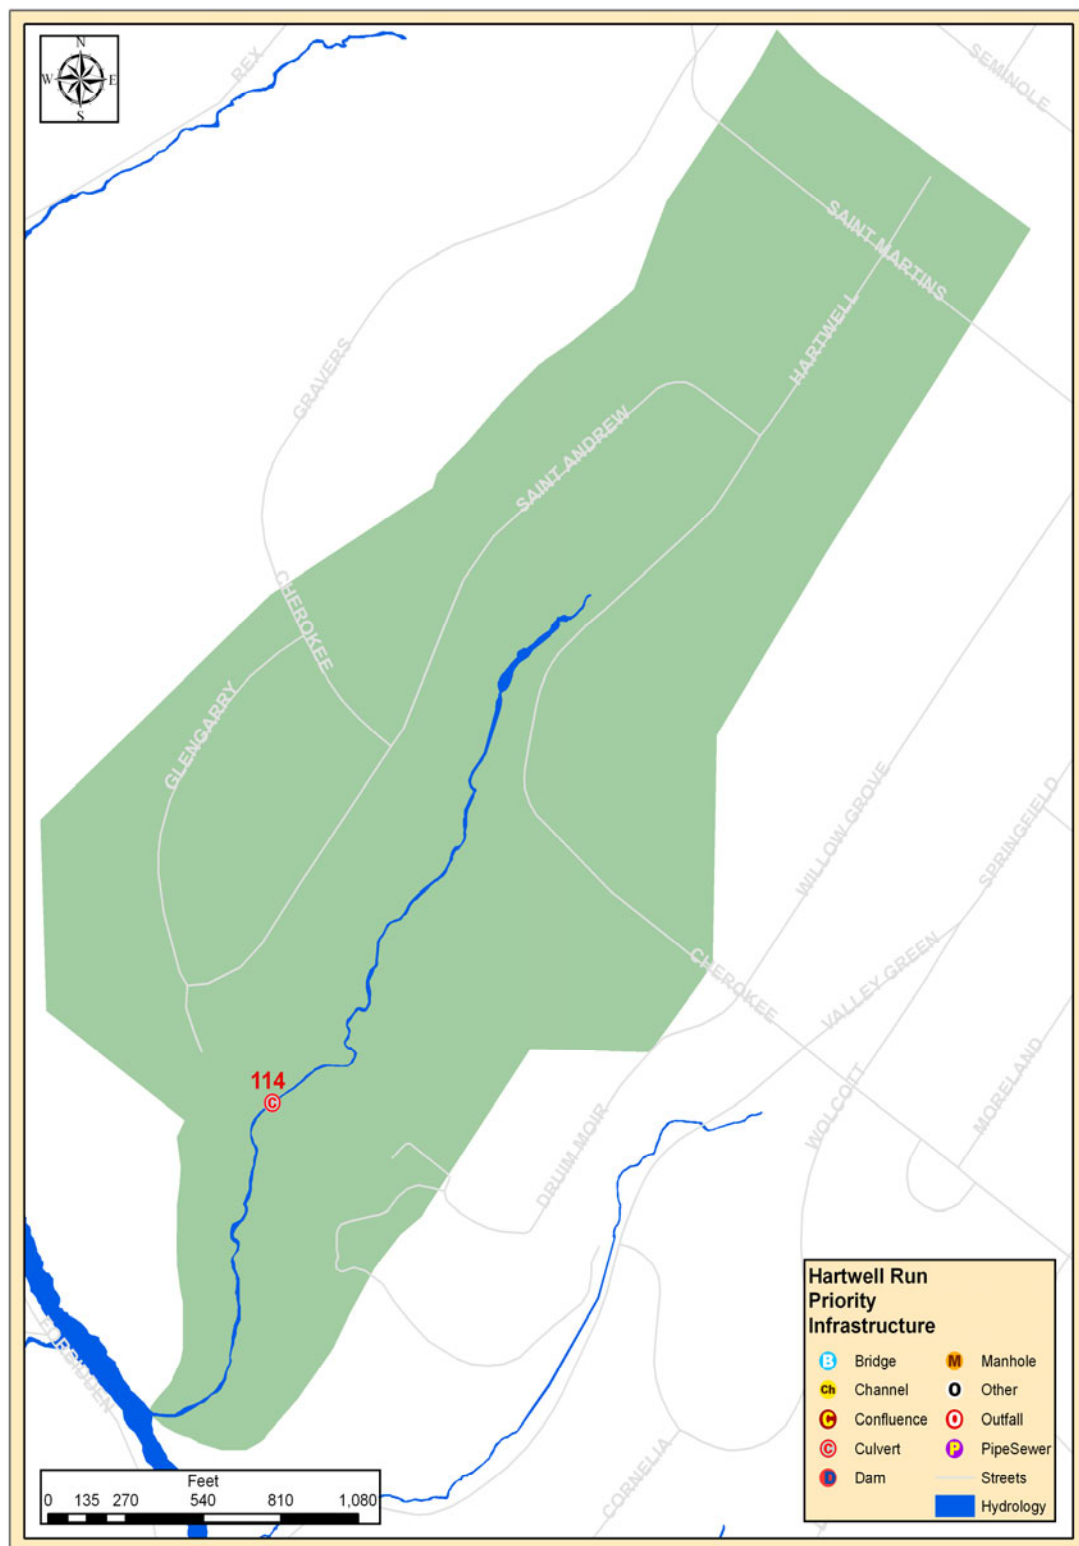 N
W E
S
REX
SEMINOLE
SAINT MARTINS
HARTWELL
GRAVERS
SAINT ANDREW
CHEROKEE
GLENGARRY
WILLOW GROVE
SPRINGFIELD
CHEROKEE
VALLEY GREEN
WOLCOTT
MORELAND
114
C
DRUIM MOIR
FORBIDDEN
CORNELIA
Hartwell Run
Priority
Infrastructure
B Bridge M Manhole
Ch Channel O Other
C Confluence O Outfall
C Culvert P PipeSewer
D Dam Streets
Hydrology
Feet
0 135 270 540 810 1,080